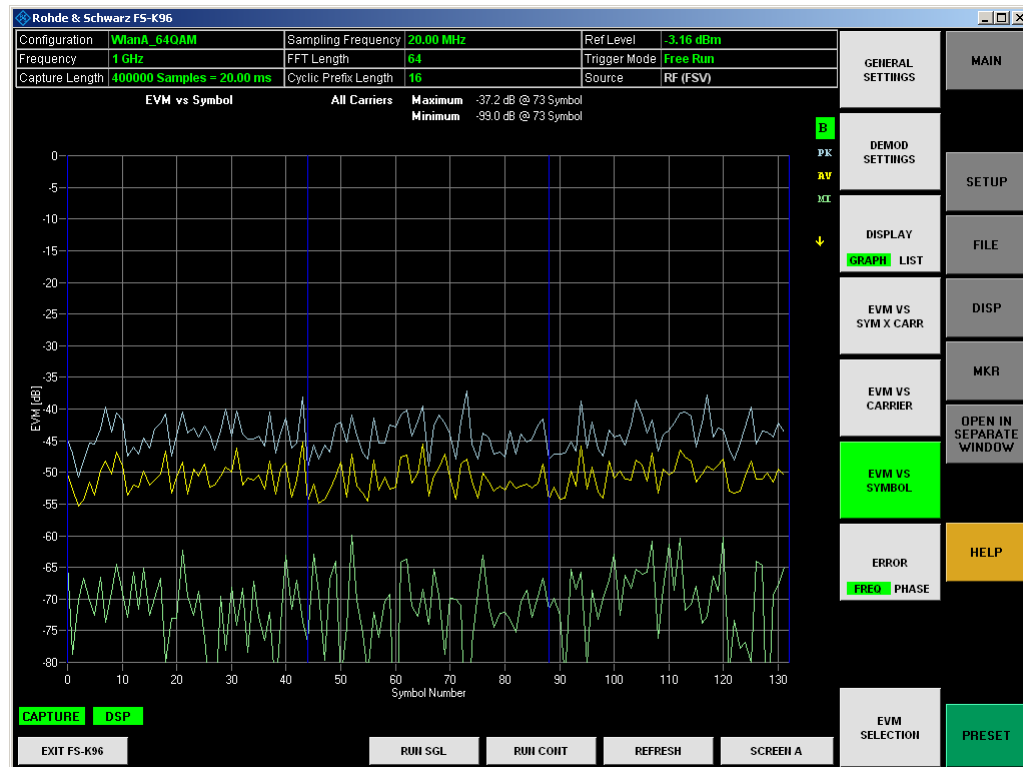 Rohde & Schwarz FS-K96
Configuration WlanA_64QAM Sampling Frequency 20.00 MHz Ref Level -3.16 dBm
Frequency 1 GHz FFT Length 64 Trigger Mode Free Run
Capture Length 400000 Samples = 20.00 ms Cyclic Prefix Length 16 Source RF (FSV)
EVM vs Symbol All Carriers Maximum -37.2 dB @ 73 Symbol
Minimum -99.0 dB @ 73 Symbol
B
PK
AV
MI
0
-5
-10
-15
-20
-25
-30
-35
-40
-45
-50
-55
-60
-65
-70
-75
-80
EVM [dB]
0 10 20 30 40 50 60 70 80 90 100 110 120 130
Symbol Number
CAPTURE DSP
EXIT FS-K96 RUN SGL RUN CONT REFRESH SCREEN A
GENERAL
SETTINGS
DEMOD
SETTINGS
DISPLAY
GRAPH LIST
EVM VS
SYM X CARR
EVM VS
CARRIER
EVM VS
SYMBOL
ERROR
FREQ PHASE
EVM
SELECTION
MAIN
SETUP
FILE
DISP
MKR
OPEN IN
SEPARATE
WINDOW
HELP
PRESET